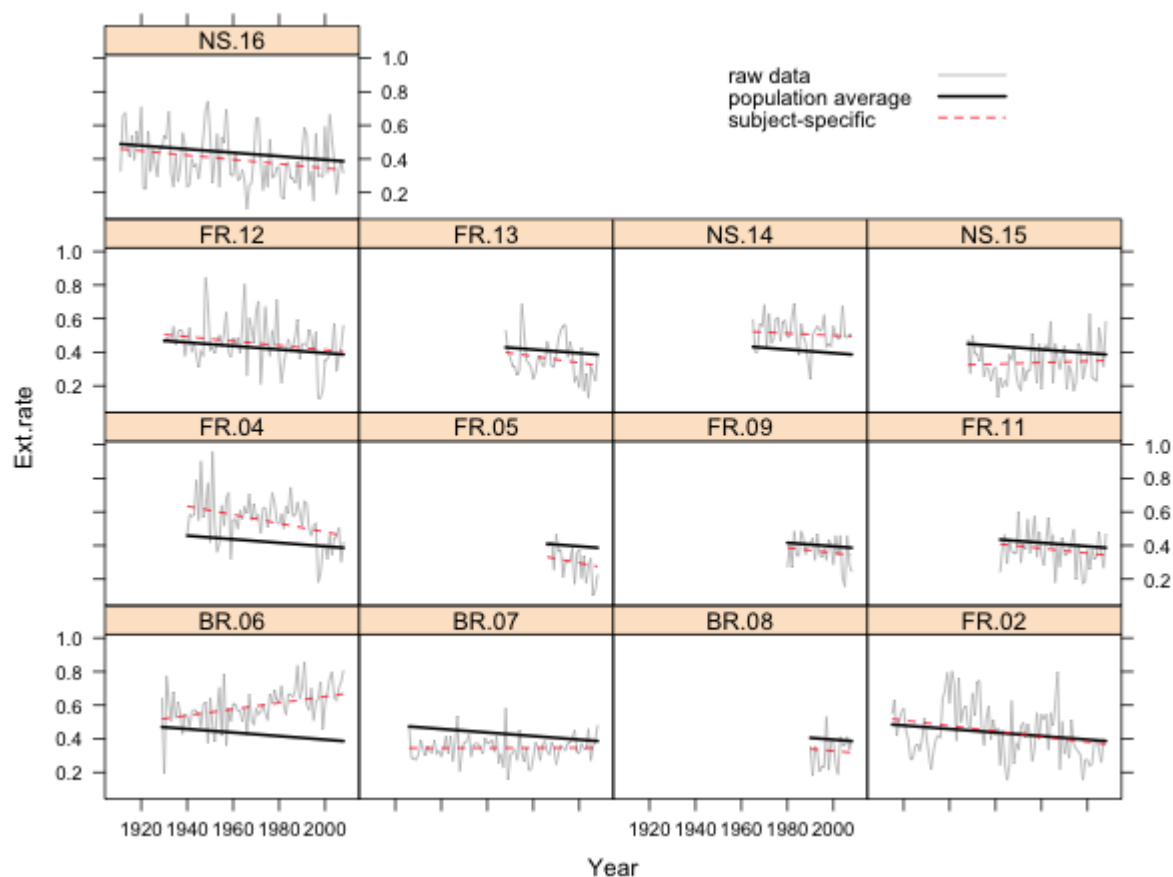 NS.16
1.0
0.8
0.6
0.4
0.2
raw data
population average
subject-specific
FR.12 FR.13 NS.14 NS.15
1.0
0.8
0.6
0.4
0.2
FR.04 FR.05 FR.09 FR.11
1.0
0.8
0.6
0.4
0.2
BR.06 BR.07 BR.08 FR.02
1.0
0.8
0.6
0.4
0.2
Ext.rate
1920 1940 1960 1980 2000 1920 1940 1960 1980 2000
Year